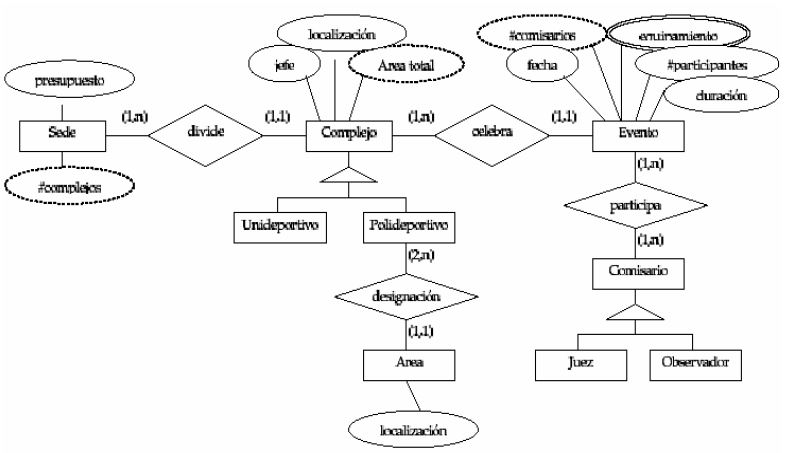 localización
#comisarios
equipamiento
jefe
Area total
fecha
#participantes
presupuesto
duración
(1,n)
(1,1)
(1,n)
(1,1)
Sede
divide
Complejo
celebra
Evento
(1,n)
#complejos
participa
Unideportivo
Polideportivo
(1,n)
(2,n)
Comisario
designación
(1,1)
Area
Juez
Observador
localización